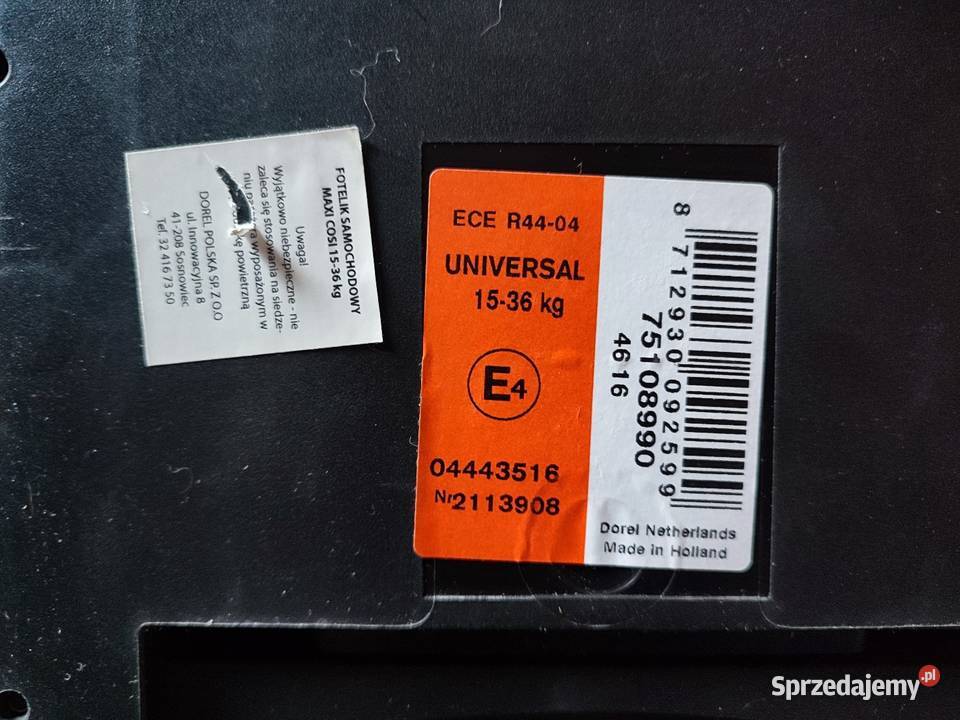 FOTELIK SAMOCHODOWY
MAXI COSI 15-36 kg
Uwaga!
Wyjątkowo niebezpieczne - nie
zaleca się stosowania na siedze-
niu wyposażonym w
powietrzną
DOREL POLSKA SP. Z O.O
ul. Innowacyjna 8
41-208 Sosnowiec
Tel. 32 416 73 50
ECE R44-04
UNIVERSAL
15-36 kg
E4
04443516
Nr2113908
8 712930 092599
75108990
46 16
Dorel Netherlands
Made in Holland
Sprzedajemy.pl